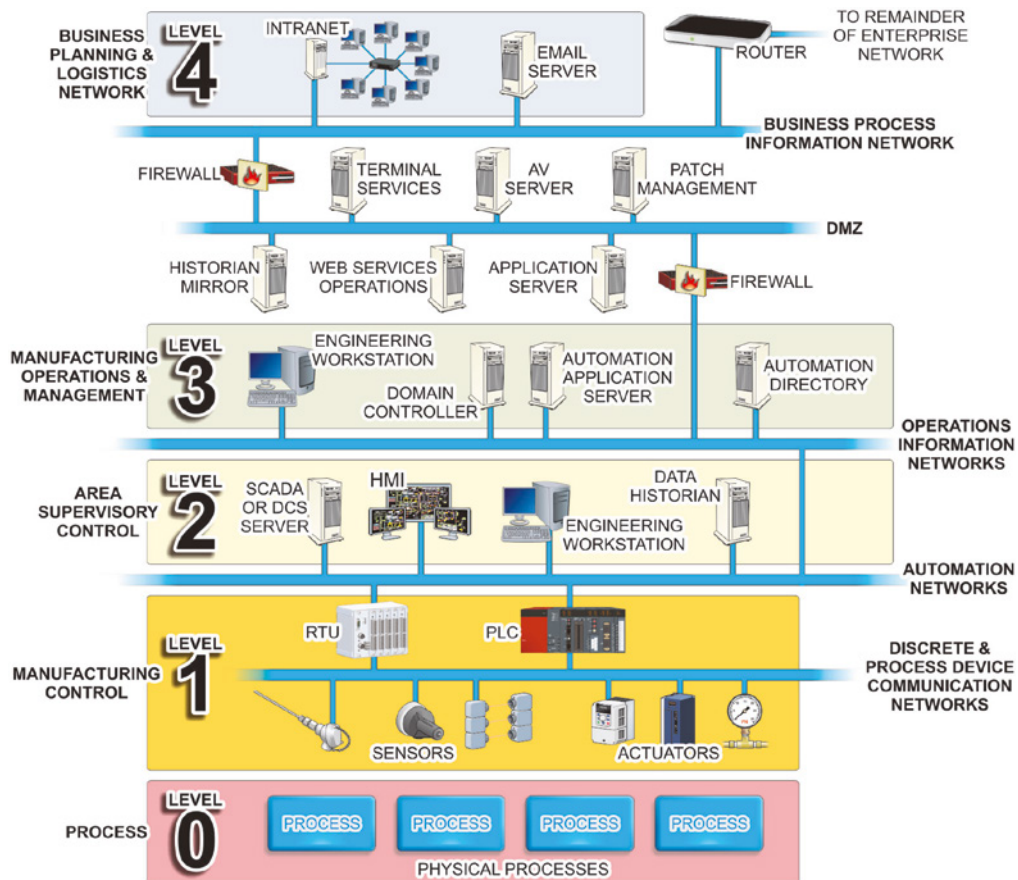 BUSINESS
PLANNING &
LOGISTICS
NETWORK
LEVEL
4
INTRANET
EMAIL
SERVER
ROUTER
TO REMAINDER
OF ENTERPRISE
NETWORK
BUSINESS PROCESS
INFORMATION NETWORK
FIREWALL
TERMINAL
SERVICES
AV
SERVER
PATCH
MANAGEMENT
DMZ
HISTORIAN
MIRROR
WEB SERVICES
OPERATIONS
APPLICATION
SERVER
FIREWALL
MANUFACTURING
OPERATIONS &
MANAGEMENT
LEVEL
3
ENGINEERING
WORKSTATION
DOMAIN
CONTROLLER
AUTOMATION
APPLICATION
SERVER
AUTOMATION
DIRECTORY
OPERATIONS
INFORMATION
NETWORKS
AREA
SUPERVISORY
CONTROL
LEVEL
2
SCADA
OR DCS
SERVER
HMI
ENGINEERING
WORKSTATION
DATA
HISTORIAN
AUTOMATION
NETWORKS
MANUFACTURING
CONTROL
LEVEL
1
RTU
PLC
SENSORS
ACTUATORS
DISCRETE &
PROCESS DEVICE
COMMUNICATION
NETWORKS
PROCESS
LEVEL
0
PROCESS
PROCESS
PROCESS
PROCESS
PHYSICAL PROCESSES